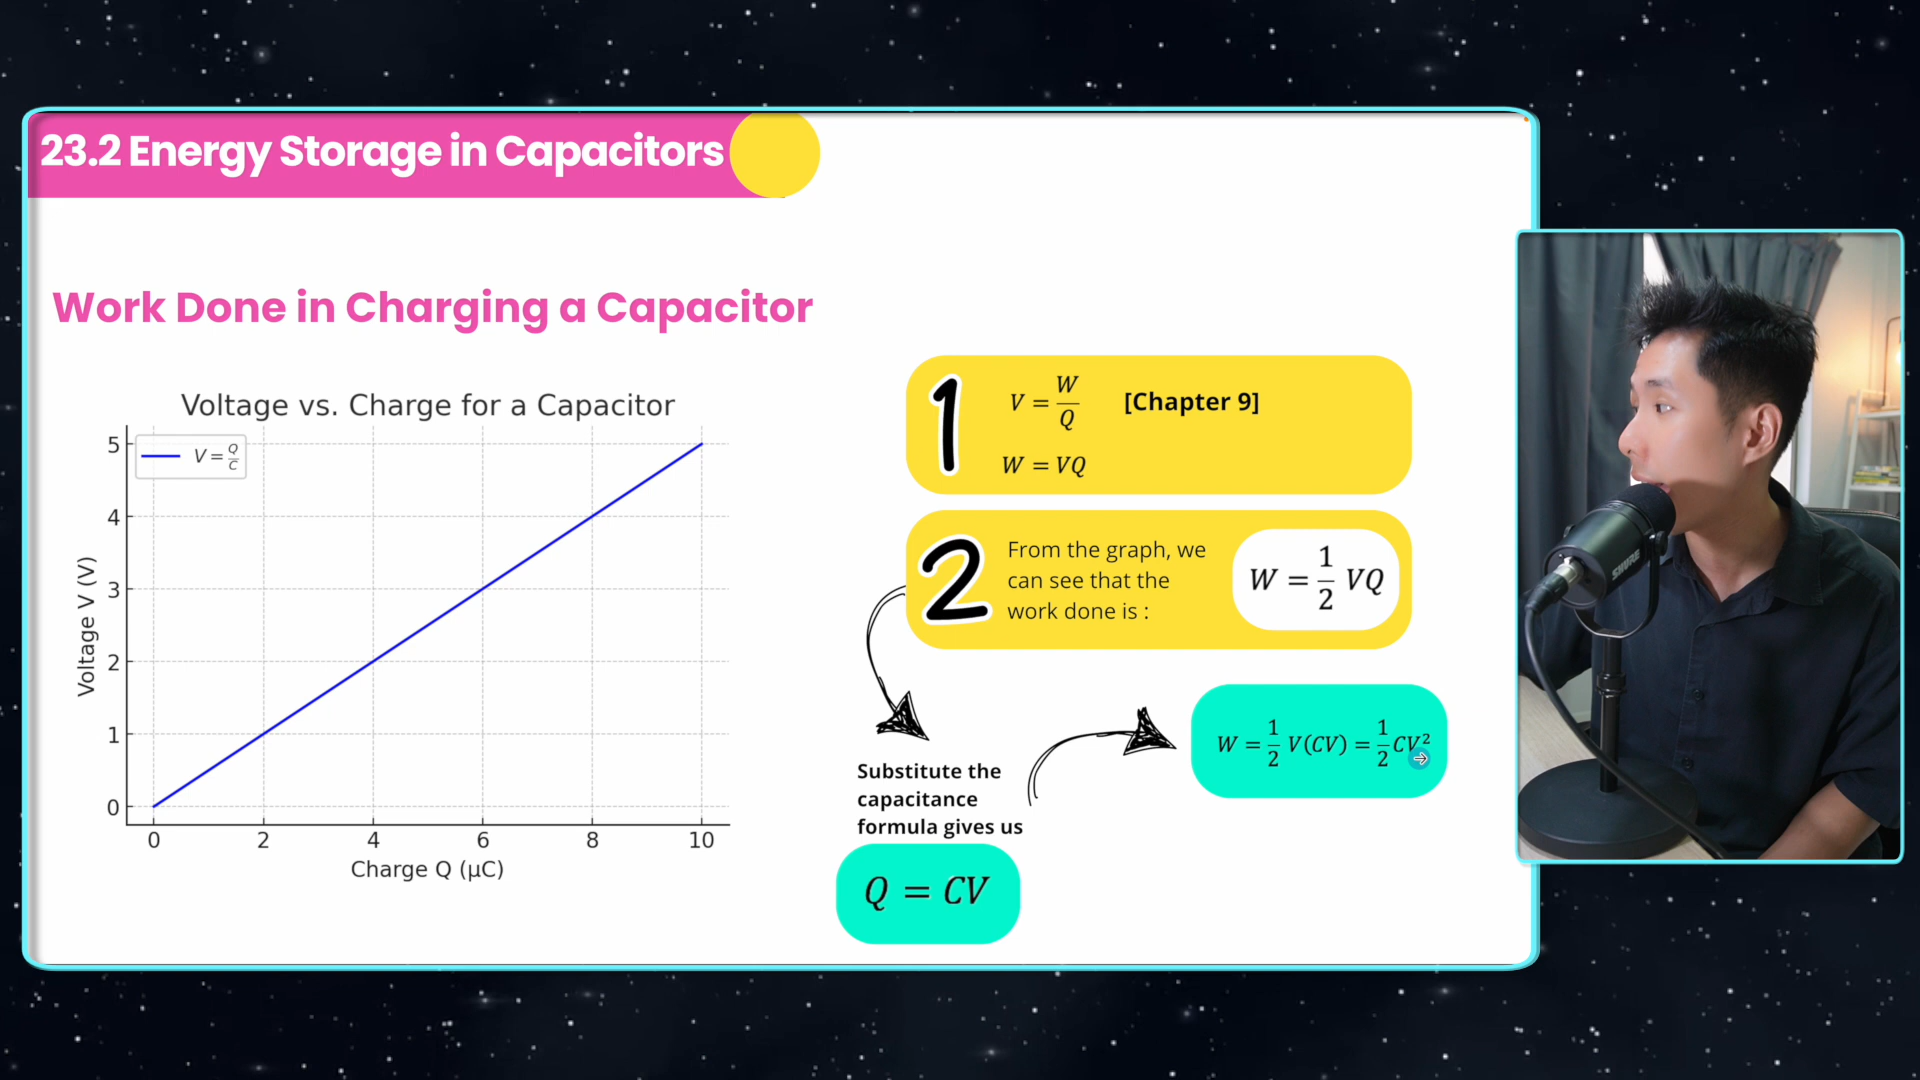 23.2 Energy Storage in Capacitors
Work Done in Charging a Capacitor
Voltage vs. Charge for a Capacitor
V = Q/C
5
4
3
2
1
0
Voltage V (V)
0 2 4 6 8 10
Charge Q (μC)
1
V = W/Q [Chapter 9]
W = VQ
2
From the graph, we
can see that the
work done is :
W = 1/2 VQ
Substitute the
capacitance
formula gives us
Q = CV
W = 1/2 V(CV) = 1/2 CV²
SHURE